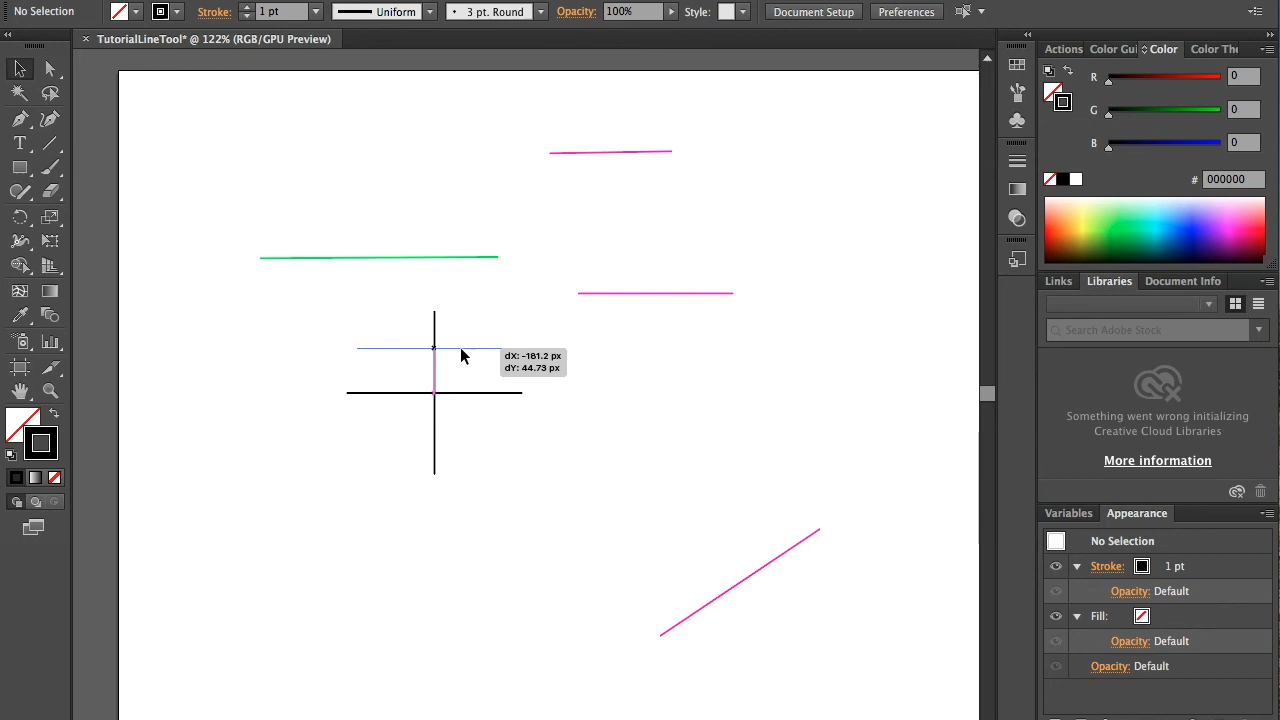 No Selection
Stroke:
1 pt
Uniform
3 pt. Round
Opacity:
100%
Style:
Document Setup
Preferences
× TutorialLineTool* @ 122% (RGB/GPU Preview)
Actions
Color Gui
Color
Color The
R
0
G
0
B
0
#
000000
Links
Libraries
Document Info
Search Adobe Stock
dX: -181.2 px
dY: 44.73 px
Something went wrong initializing
Creative Cloud Libraries
More information
Variables
Appearance
No Selection
Stroke:
1 pt
Opacity: Default
Fill:
Opacity: Default
Opacity: Default